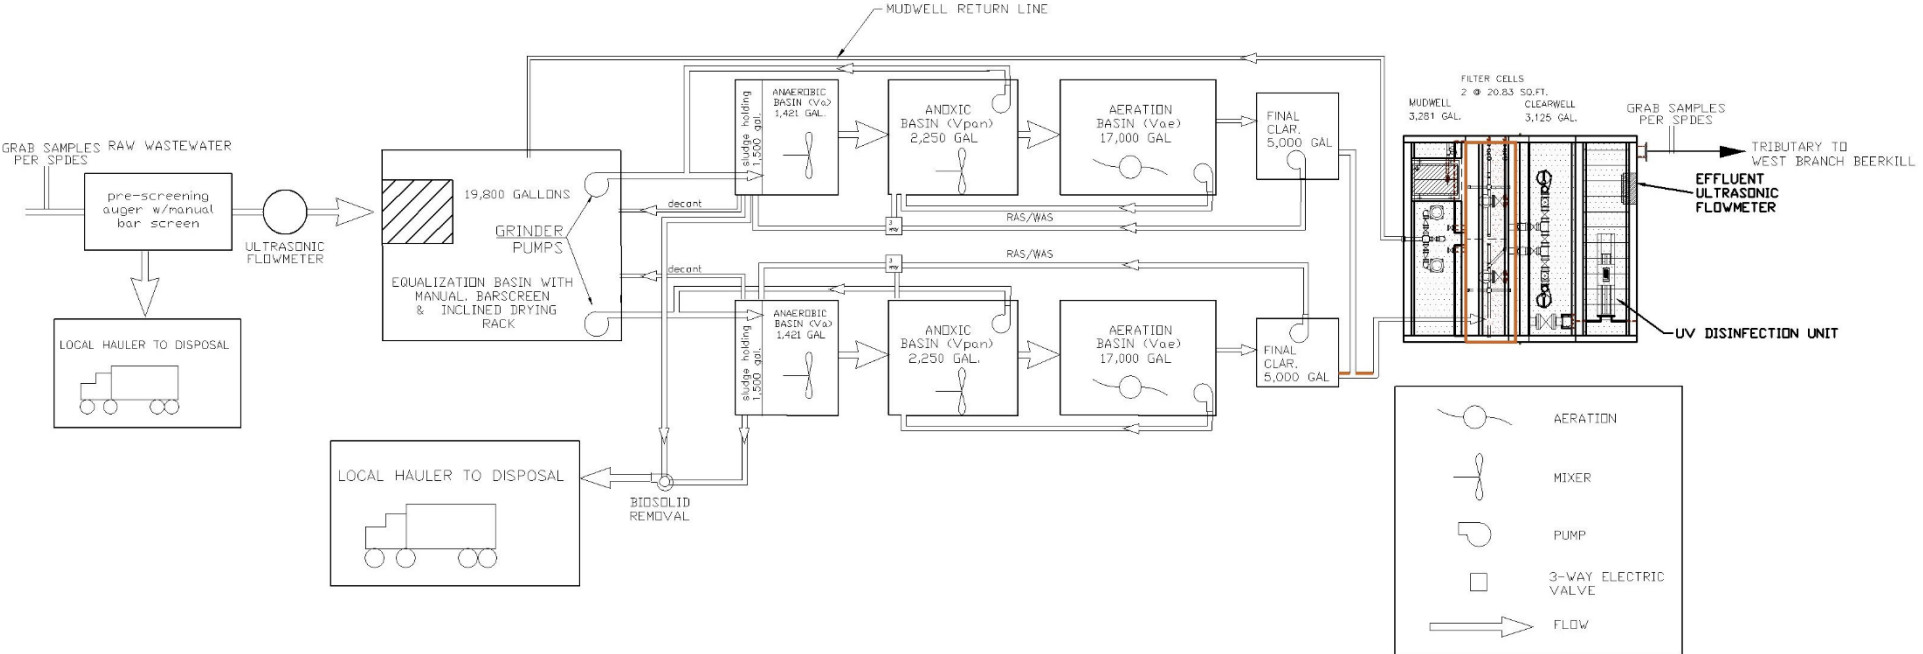 MUDWELL RETURN LINE
GRAB SAMPLES
PER SPDES
RAW WASTEWATER
pre-screening
auger w/manual
bar screen
ULTRASONIC
FLOWMETER
LOCAL HAULER TO DISPOSAL
19,800 GALLONS
GRINDER
PUMPS
EQUALIZATION BASIN WITH
MANUAL. BARSCREEN
& INCLINED DRYING
RACK
decant
decant
sludge holding
1,500 gal.
ANAEROBIC
BASIN (Va)
1,421 GAL.
ANOXIC
BASIN (Vpan)
2,250 GAL
AERATION
BASIN (Vae)
17,000 GAL
FINAL
CLAR.
5,000 GAL
3
way
RAS/WAS
3
way
RAS/WAS
sludge holding
1,500 gal.
ANAEROBIC
BASIN (Va)
1,421 GAL
ANOXIC
BASIN (Vpan)
2,250 GAL.
AERATION
BASIN (Vae)
17,000 GAL
FINAL
CLAR.
5,000 GAL
LOCAL HAULER TO DISPOSAL
BIOSOLID
REMOVAL
FILTER CELLS
2 @ 20.83 SQ.FT.
MUDWELL
3,281 GAL.
CLEARWELL
3,125 GAL.
GRAB SAMPLES
PER SPDES
TRIBUTARY TO
WEST BRANCH BEERKILL
EFFLUENT
ULTRASONIC
FLOWMETER
UV DISINFECTION UNIT
AERATION
MIXER
PUMP
3-WAY ELECTRIC
VALVE
FLOW